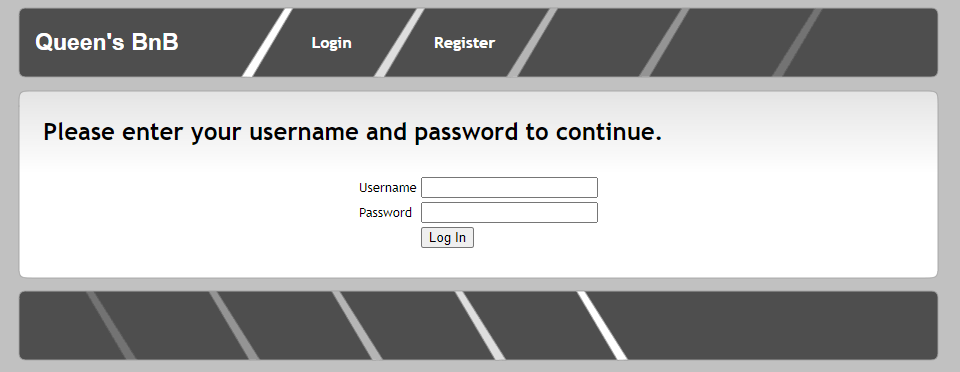 Queen's BnB
Login
Register
Please enter your username and password to continue.
Username
Password
Log In